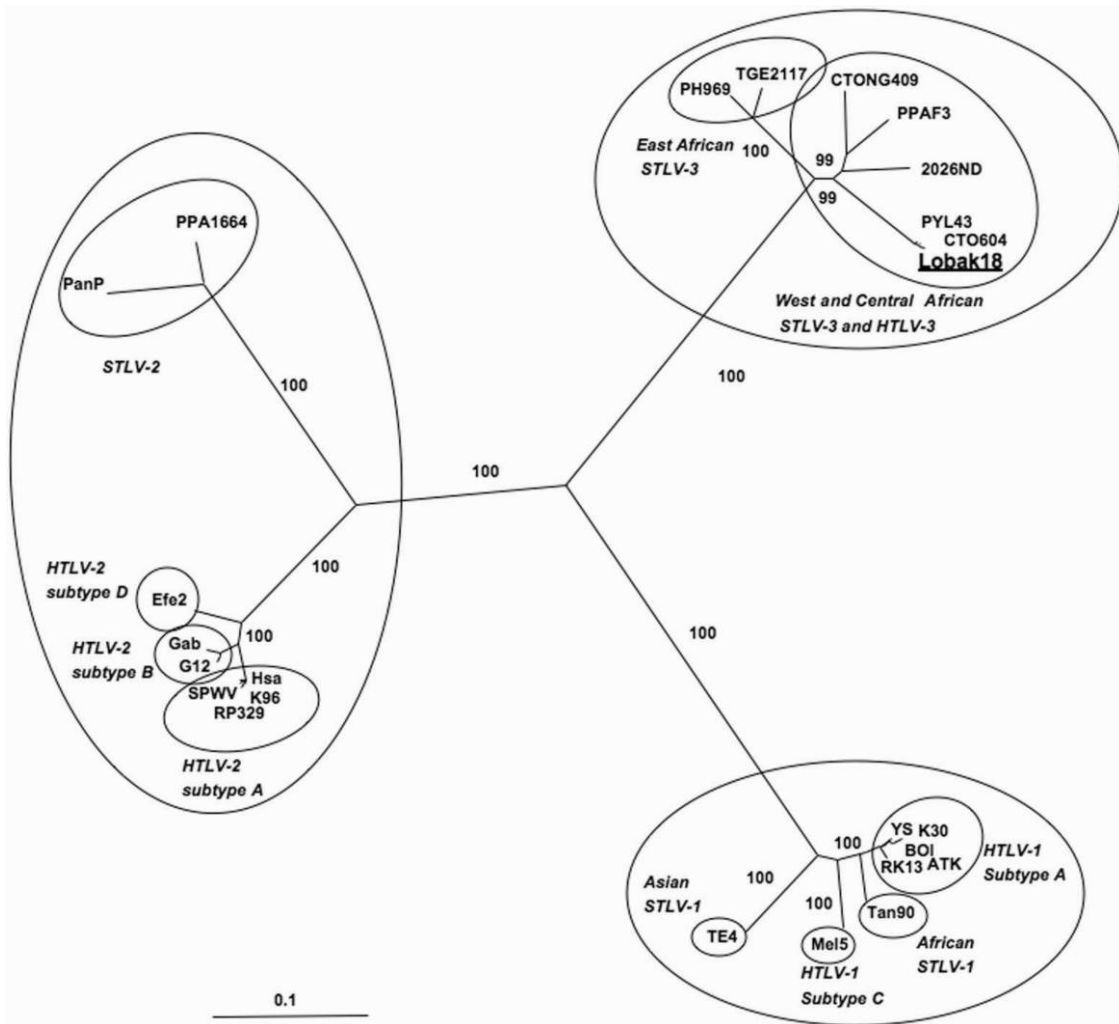 TGE2117
PH969
CTONG409
PPAF3
East African
STLV-3
100
99
2026ND
99
PYL43
CTO604
Lobak18
West and Central African
STLV-3 and HTLV-3
100
PPA1664
PanP
STLV-2
100
100
HTLV-2
subtype D
Efe2
100
100
HTLV-2
subtype B
Gab
G12
SPWV
Hsa
K96
RP329
HTLV-2
subtype A
100
YS K30
BOI
RK13 ATK
100
HTLV-1
Subtype A
Asian
STLV-1
100
100
TE4
Mel5
Tan90
HTLV-1
Subtype C
African
STLV-1
0.1